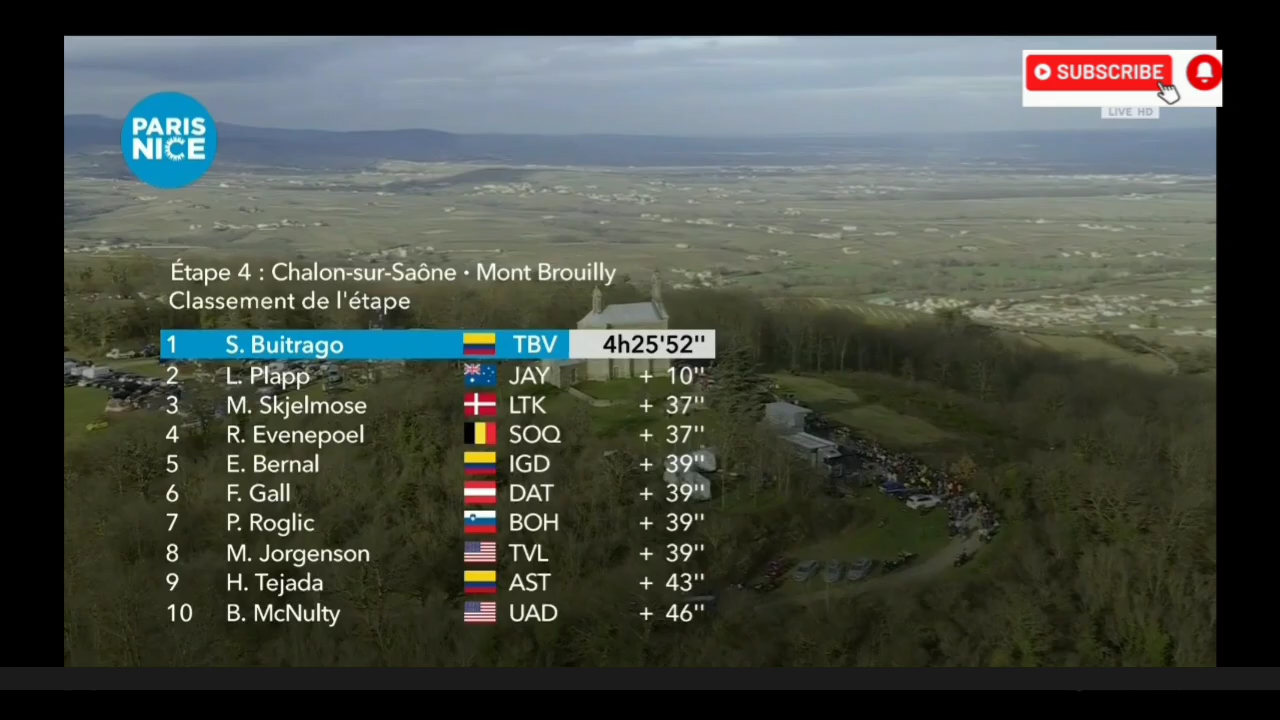 SUBSCRIBE
LIVE HD
PARIS
NICE
Étape 4 : Chalon-sur-Saône • Mont Brouilly
Classement de l'étape
1 S. Buitrago TBV 4h25'52''
2 L. Plapp JAY + 10''
3 M. Skjelmose LTK + 37''
4 R. Evenepoel SOQ + 37''
5 E. Bernal IGD + 39''
6 F. Gall DAT + 39''
7 P. Roglic BOH + 39''
8 M. Jorgenson TVL + 39''
9 H. Tejada AST + 43''
10 B. McNulty UAD + 46''